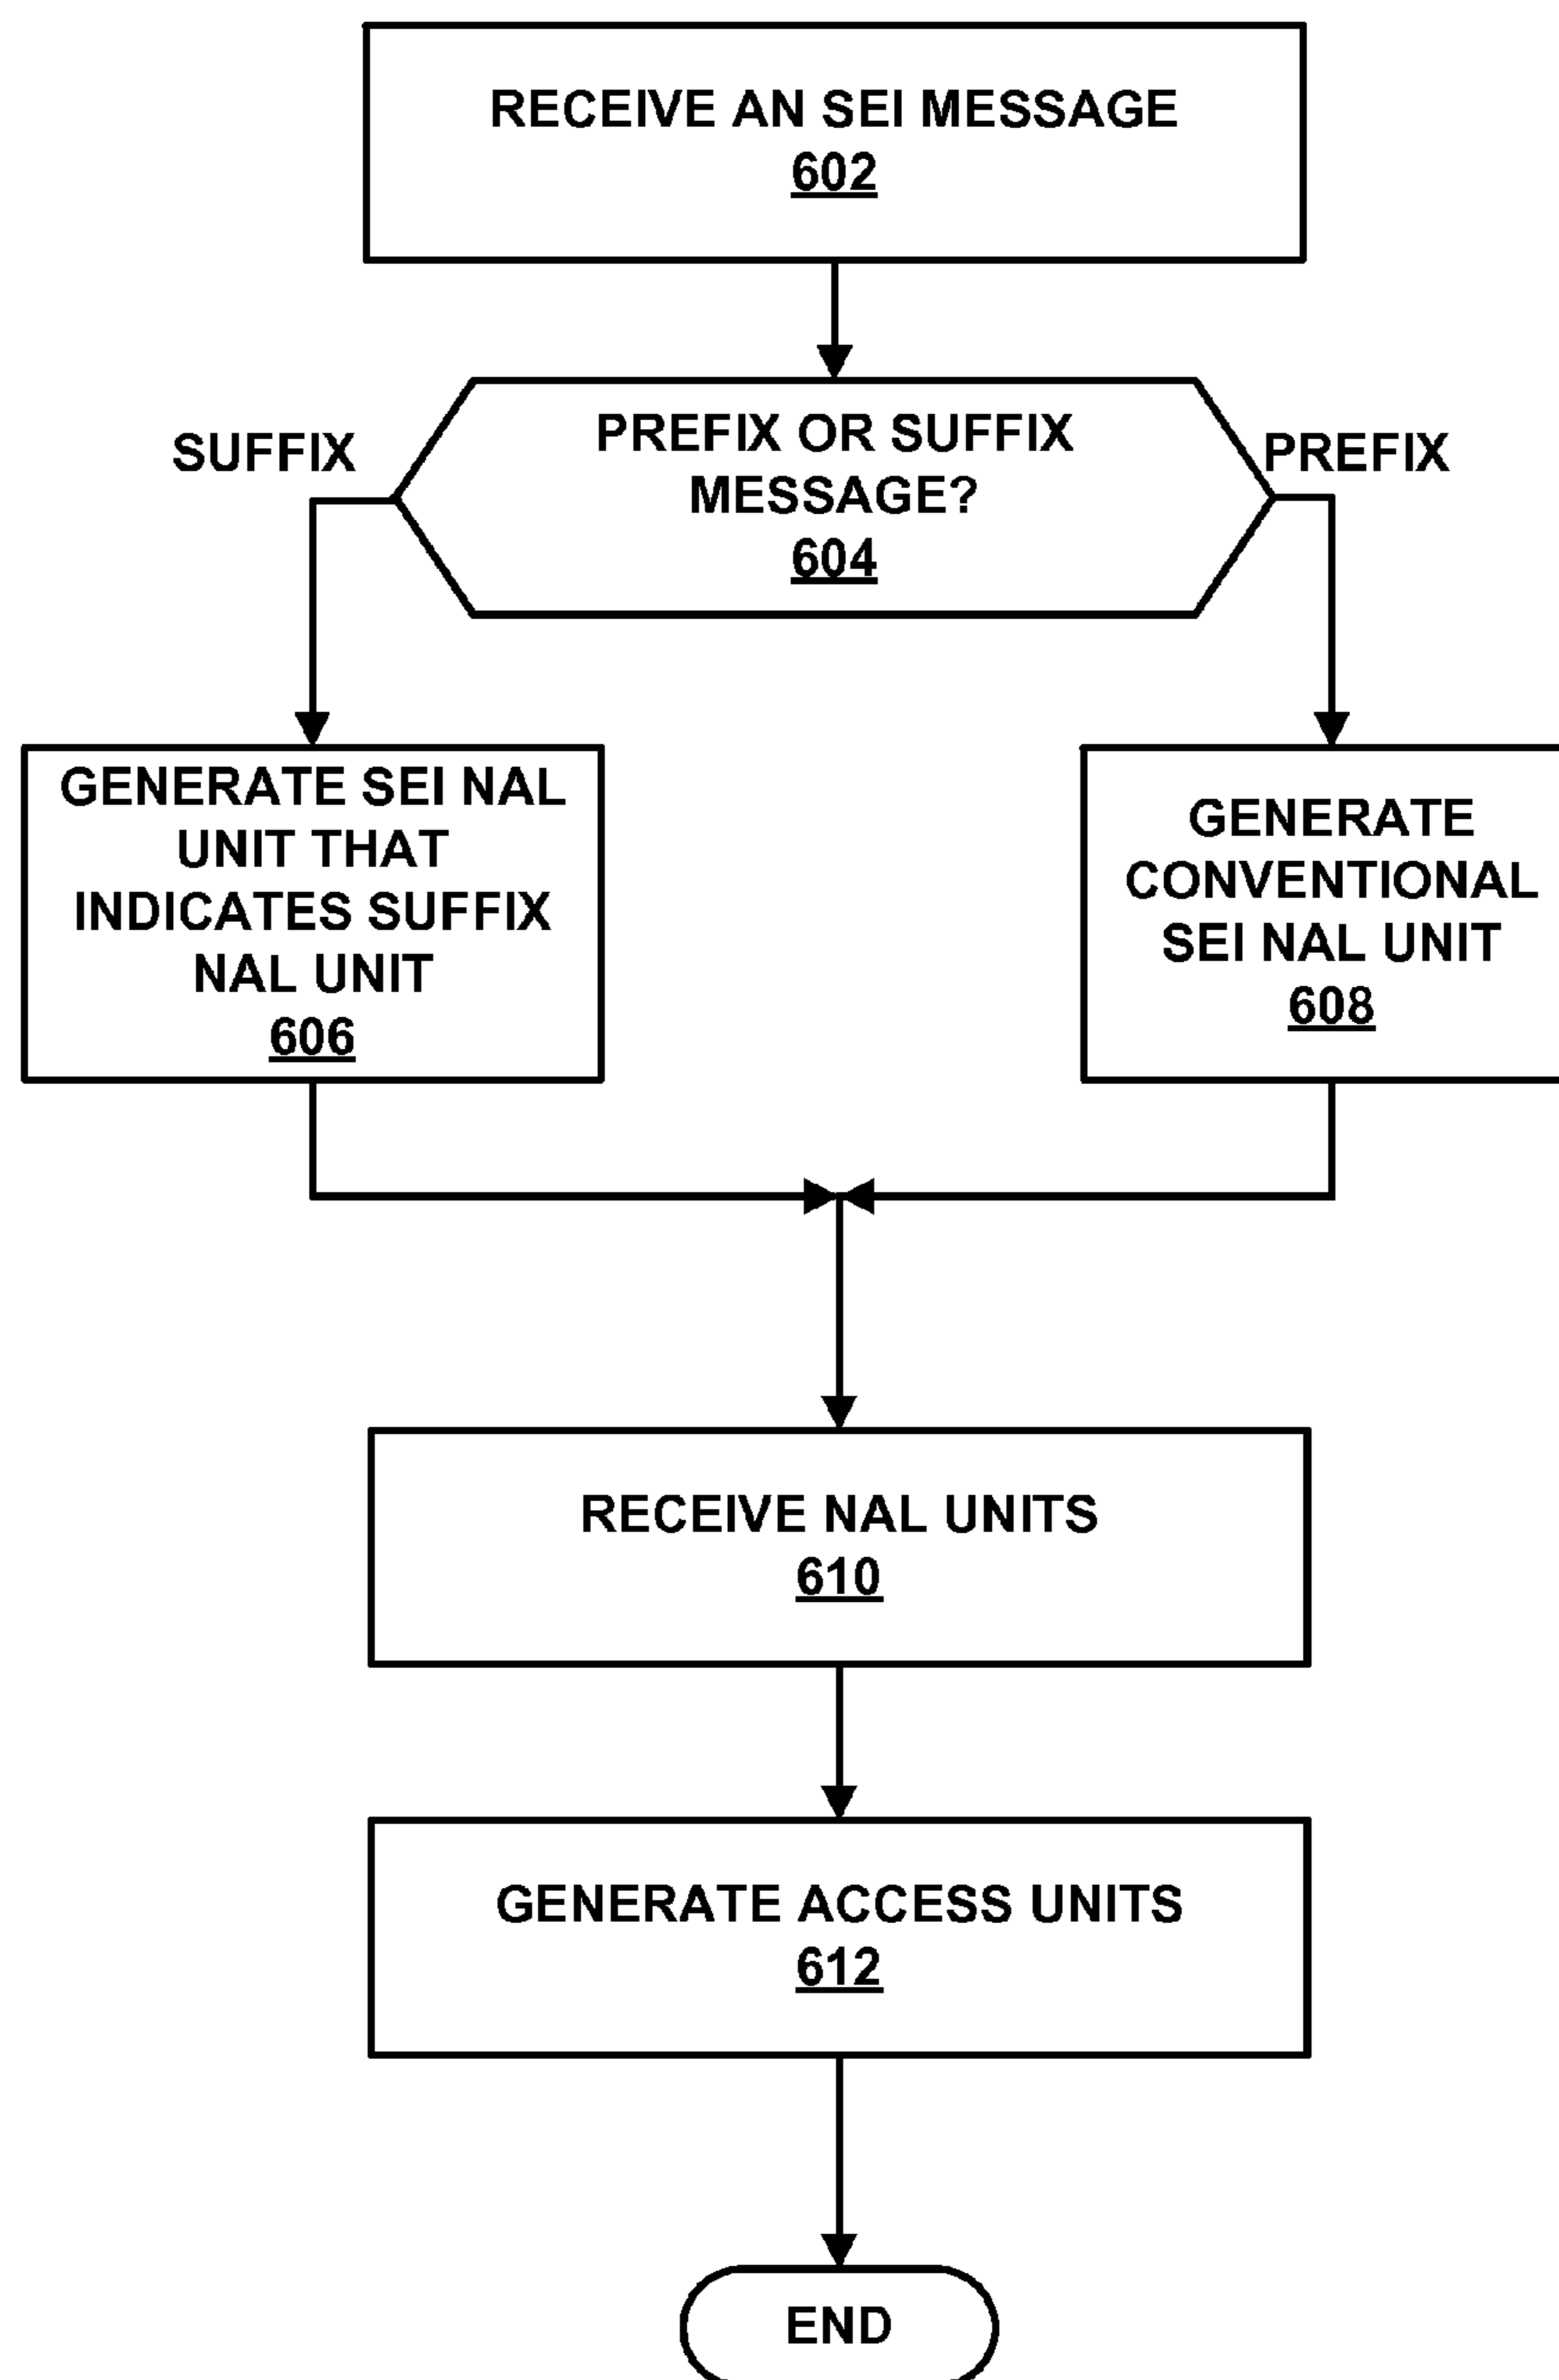 RECEIVE AN SEI MESSAGE
602
PREFIX OR SUFFIX
MESSAGE?
604
SUFFIX
PREFIX
GENERATE SEI NAL
UNIT THAT
INDICATES SUFFIX
NAL UNIT
606
GENERATE
CONVENTIONAL
SEI NAL UNIT
608
RECEIVE NAL UNITS
610
GENERATE ACCESS UNITS
612
END